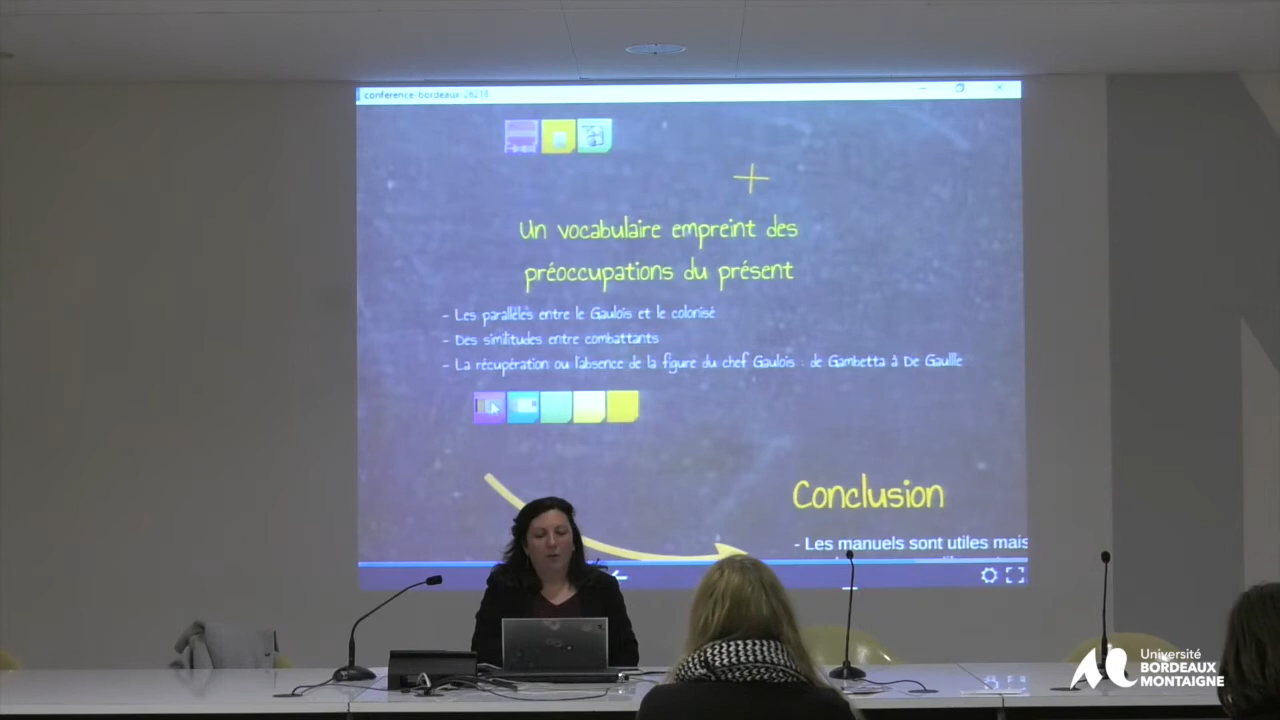 conference-bordeaux-26218
Un vocabulaire empreint des
préoccupations du présent
- Les parallèles entre le Gaulois et le colonisé
- Des similitudes entre combattants
- La récupération ou l'absence de la figure du chef Gaulois : de Gambetta à De Gaullle
Conclusion
- Les manuels sont utiles mais
Université
BORDEAUX
MONTAIGNE